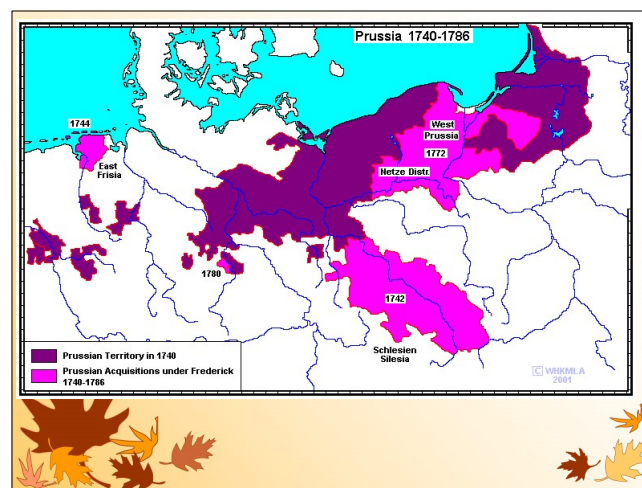 Prussia 1740-1786
1744
East
Frisia
West
Prussia
1772
Netze Distr.
1780
1742
Schlesien
Silesia
Prussian Territory in 1740
Prussian Acquisitions under Frederick
1740-1786
© WHKMLA
2001